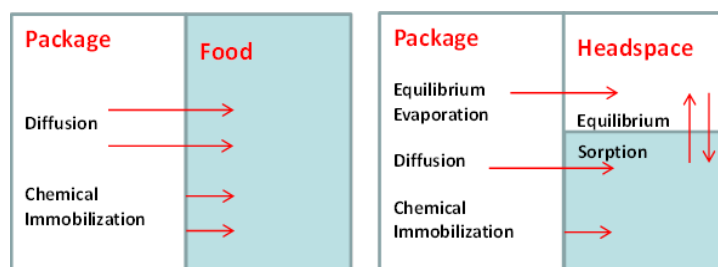 Package
Food
Diffusion
Chemical
Immobilization
Package
Headspace
Equilibrium
Evaporation
Equilibrium
Sorption
Diffusion
Chemical
Immobilization